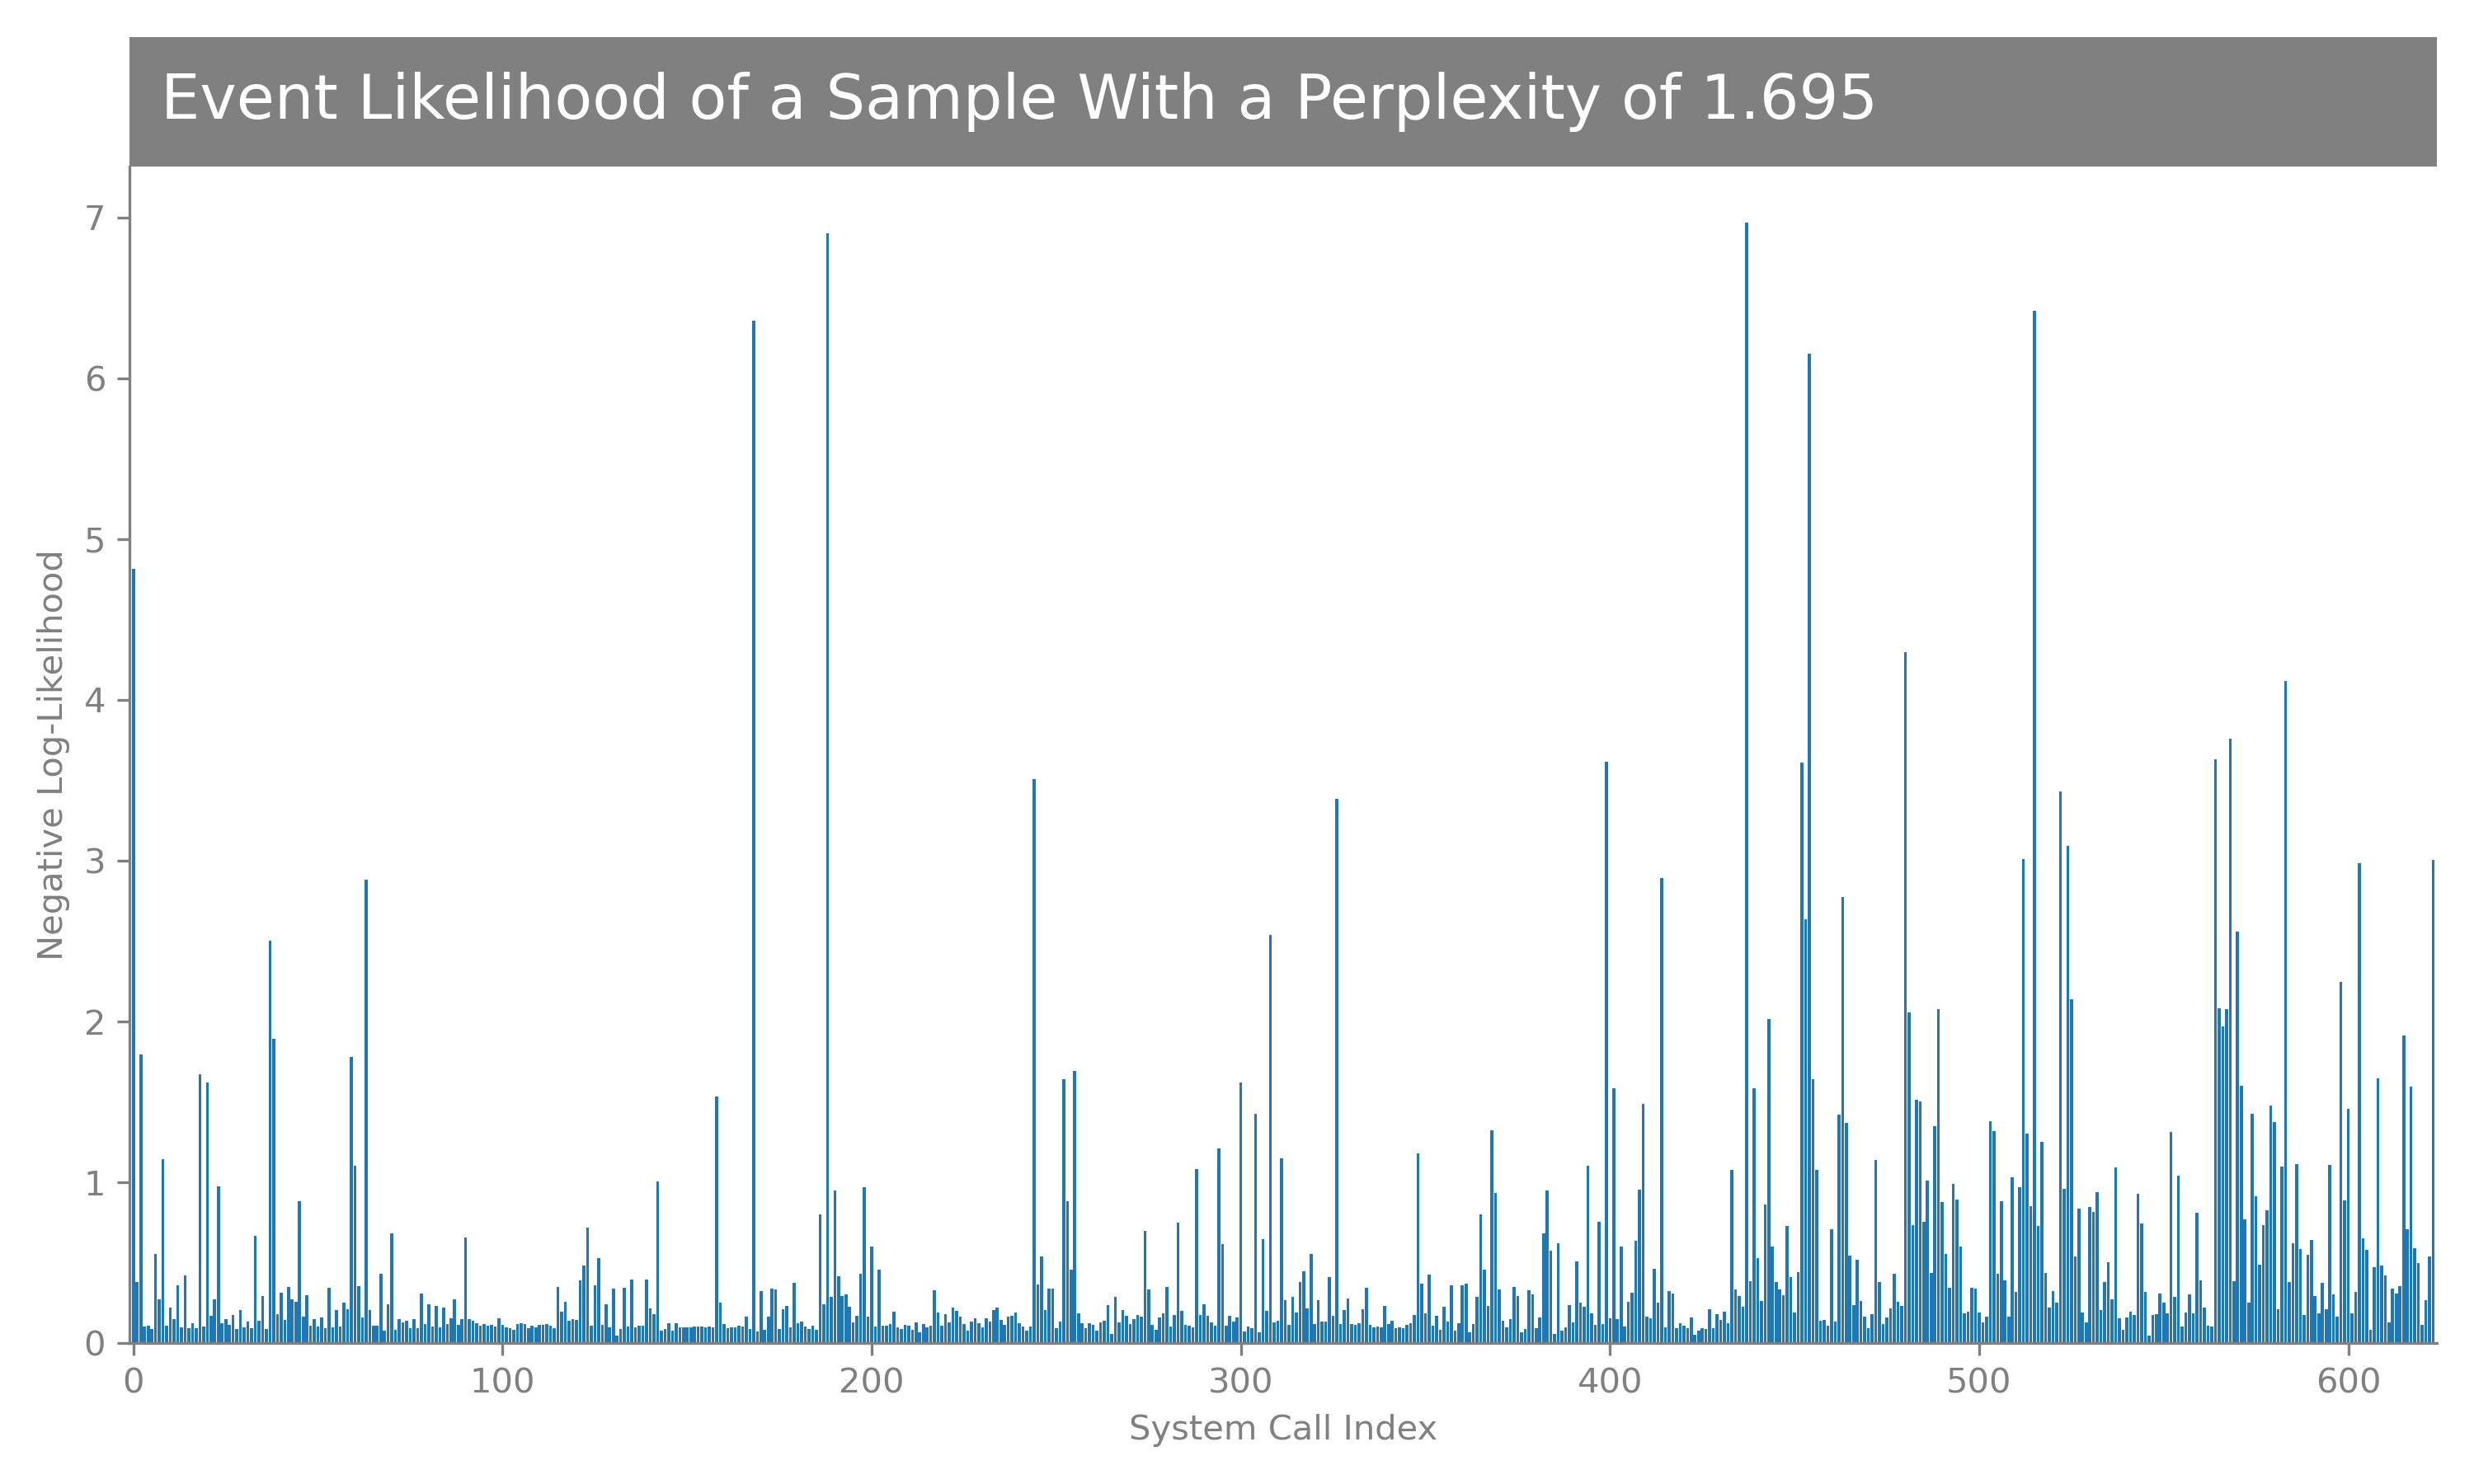 Event Likelihood of a Sample With a Perplexity of 1.695
7
6
5
4
3
2
1
0
Negative Log-Likelihood
0 100 200 300 400 500 600
System Call Index